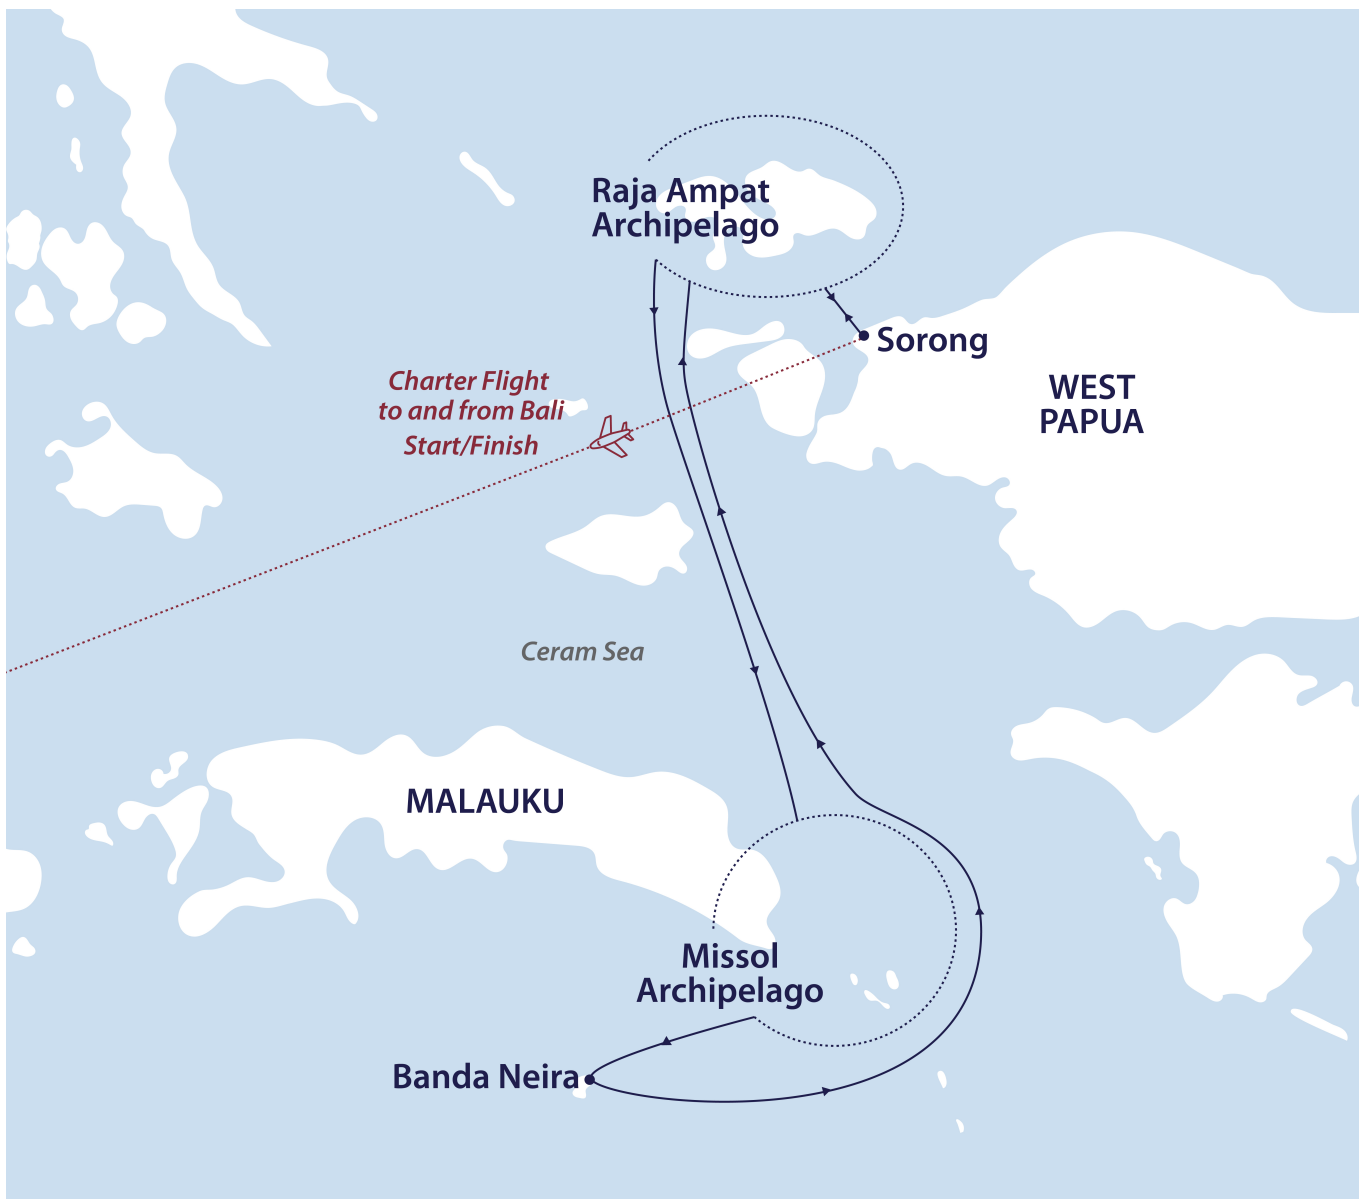 Raja Ampat
Archipelago
Sorong
Charter Flight
to and from Bali
Start/Finish
WEST
PAPUA
Ceram Sea
MALAUKU
Missol
Archipelago
Banda Neira